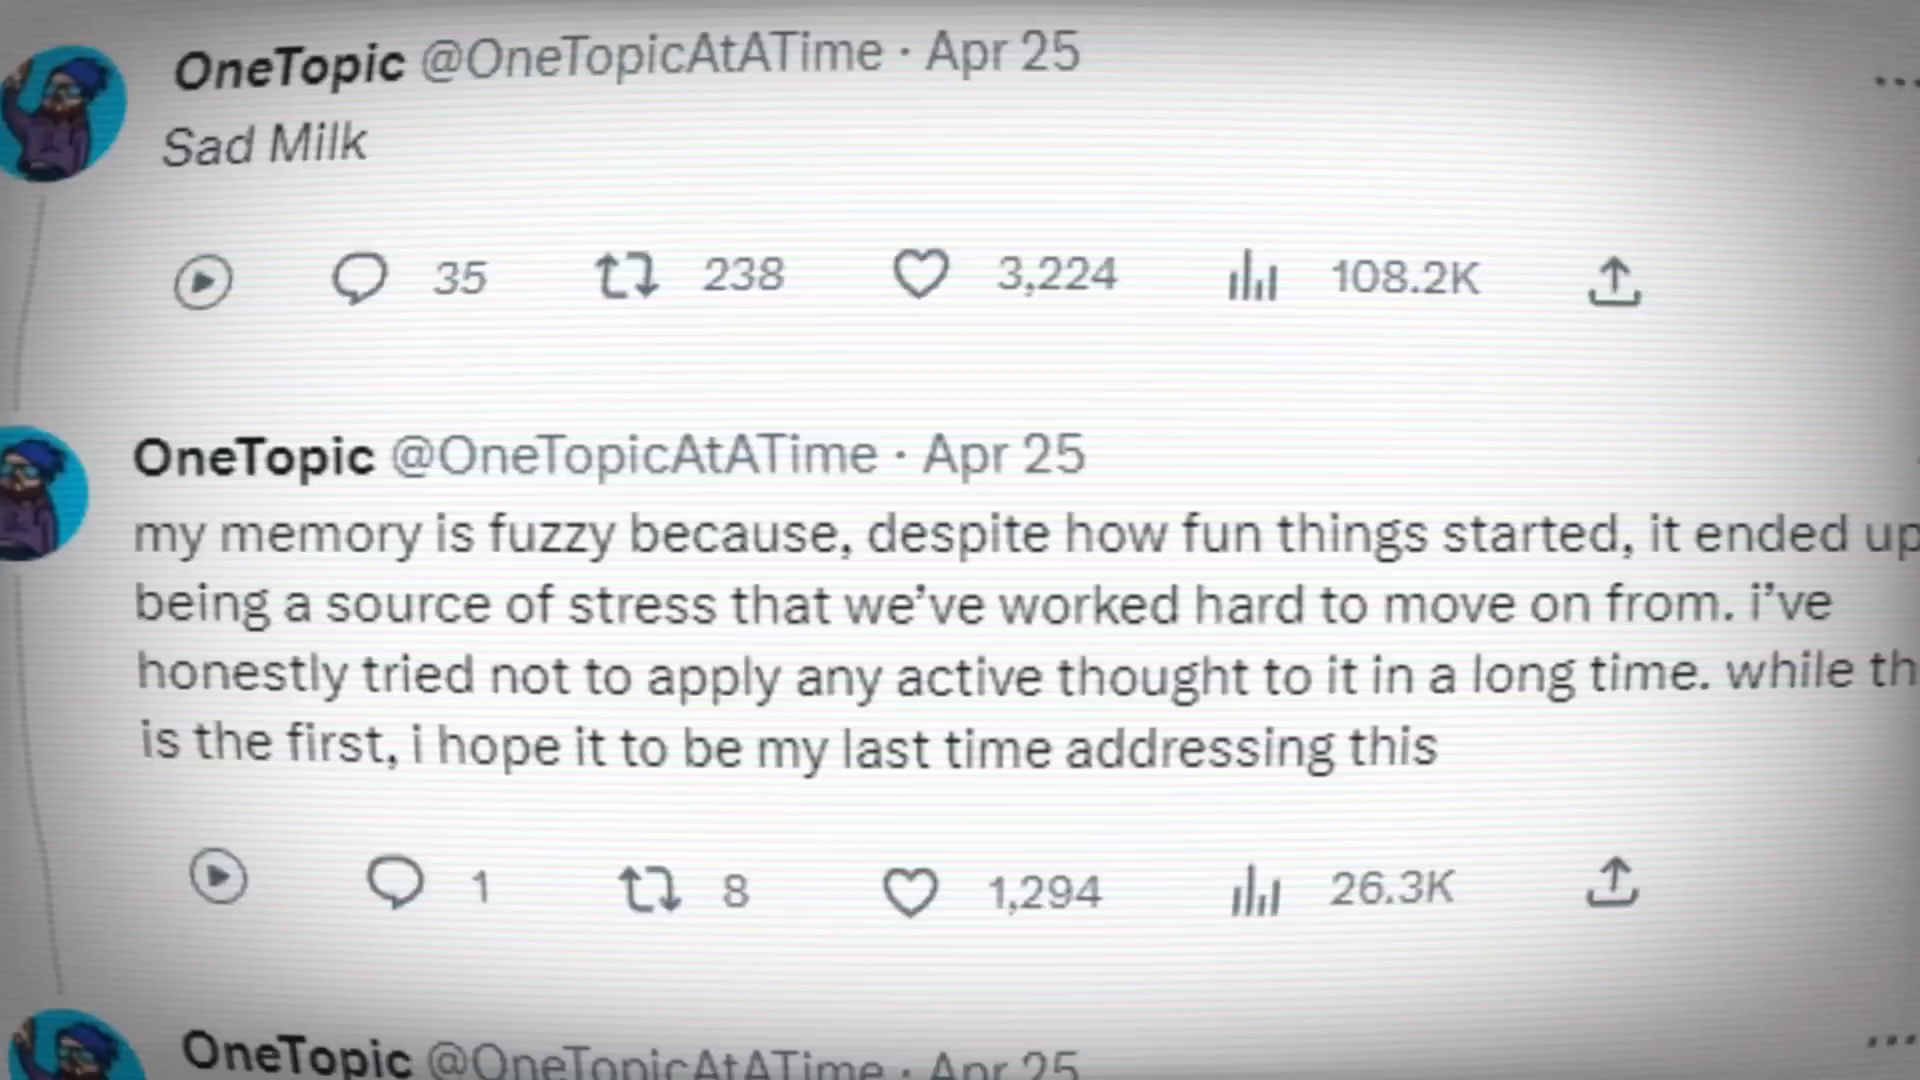 OneTopic @OneTopicAtATime · Apr 25
Sad Milk
35 238 3,224 108.2K
OneTopic @OneTopicAtATime · Apr 25
my memory is fuzzy because, despite how fun things started, it ended up
being a source of stress that we've worked hard to move on from. i've
honestly tried not to apply any active thought to it in a long time. while th
is the first, i hope it to be my last time addressing this
1 8 1,294 26.3K
OneTopic @OneTopicAtATime · Apr 25